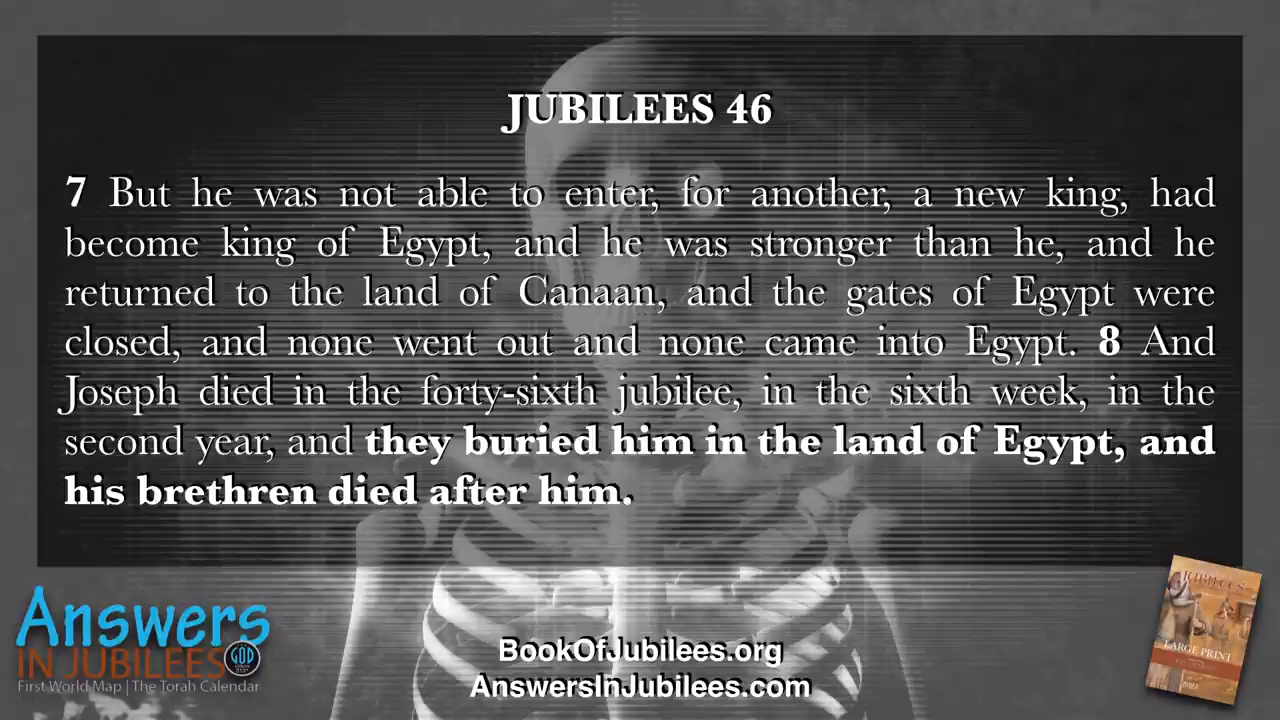 JUBILEES 46
7 But he was not able to enter, for another, a new king, had
become king of Egypt, and he was stronger than he, and he
returned to the land of Canaan, and the gates of Egypt were
closed, and none went out and none came into Egypt. 8 And
Joseph died in the forty-sixth jubilee, in the sixth week, in the
second year, and they buried him in the land of Egypt, and
his brethren died after him.
Answers
IN JUBILEES
GOD
First World Map | The Torah Calendar
BookOfJubilees.org
AnswersInJubilees.com
JUBILEES
LARGE PRINT